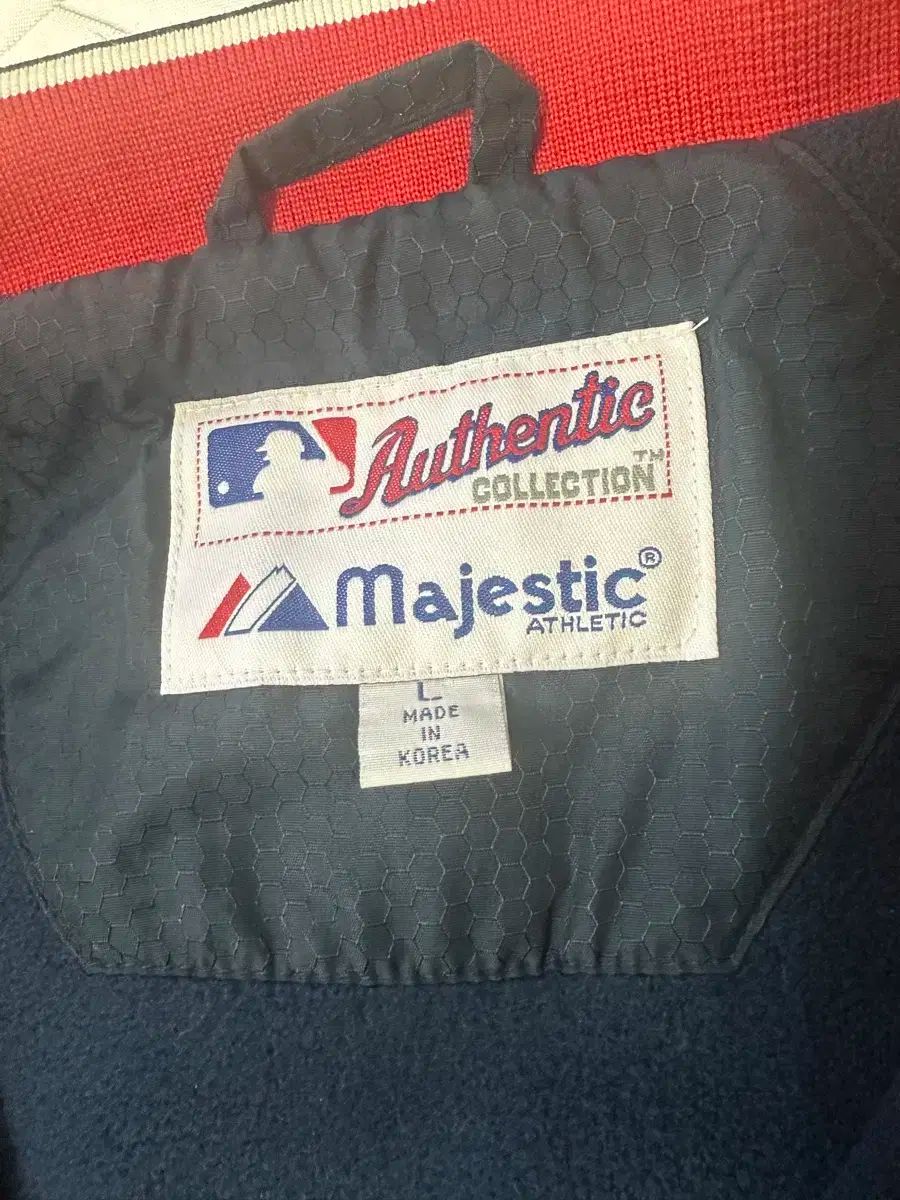 Authentic
COLLECTION™
Majestic®
ATHLETIC
L
MADE
IN
KOREA